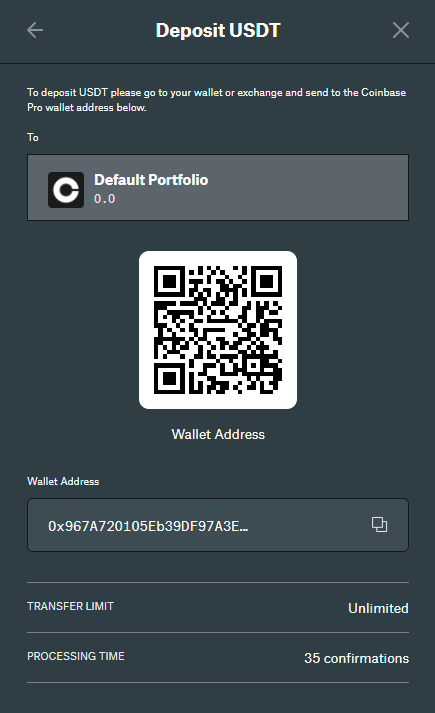 Deposit USDT
To deposit USDT please go to your wallet or exchange and send to the Coinbase
Pro wallet address below.
To
Default Portfolio
0.0
Wallet Address
Wallet Address
0x967A720105Eb39DF97A3E…
TRANSFER LIMIT
Unlimited
PROCESSING TIME
35 confirmations